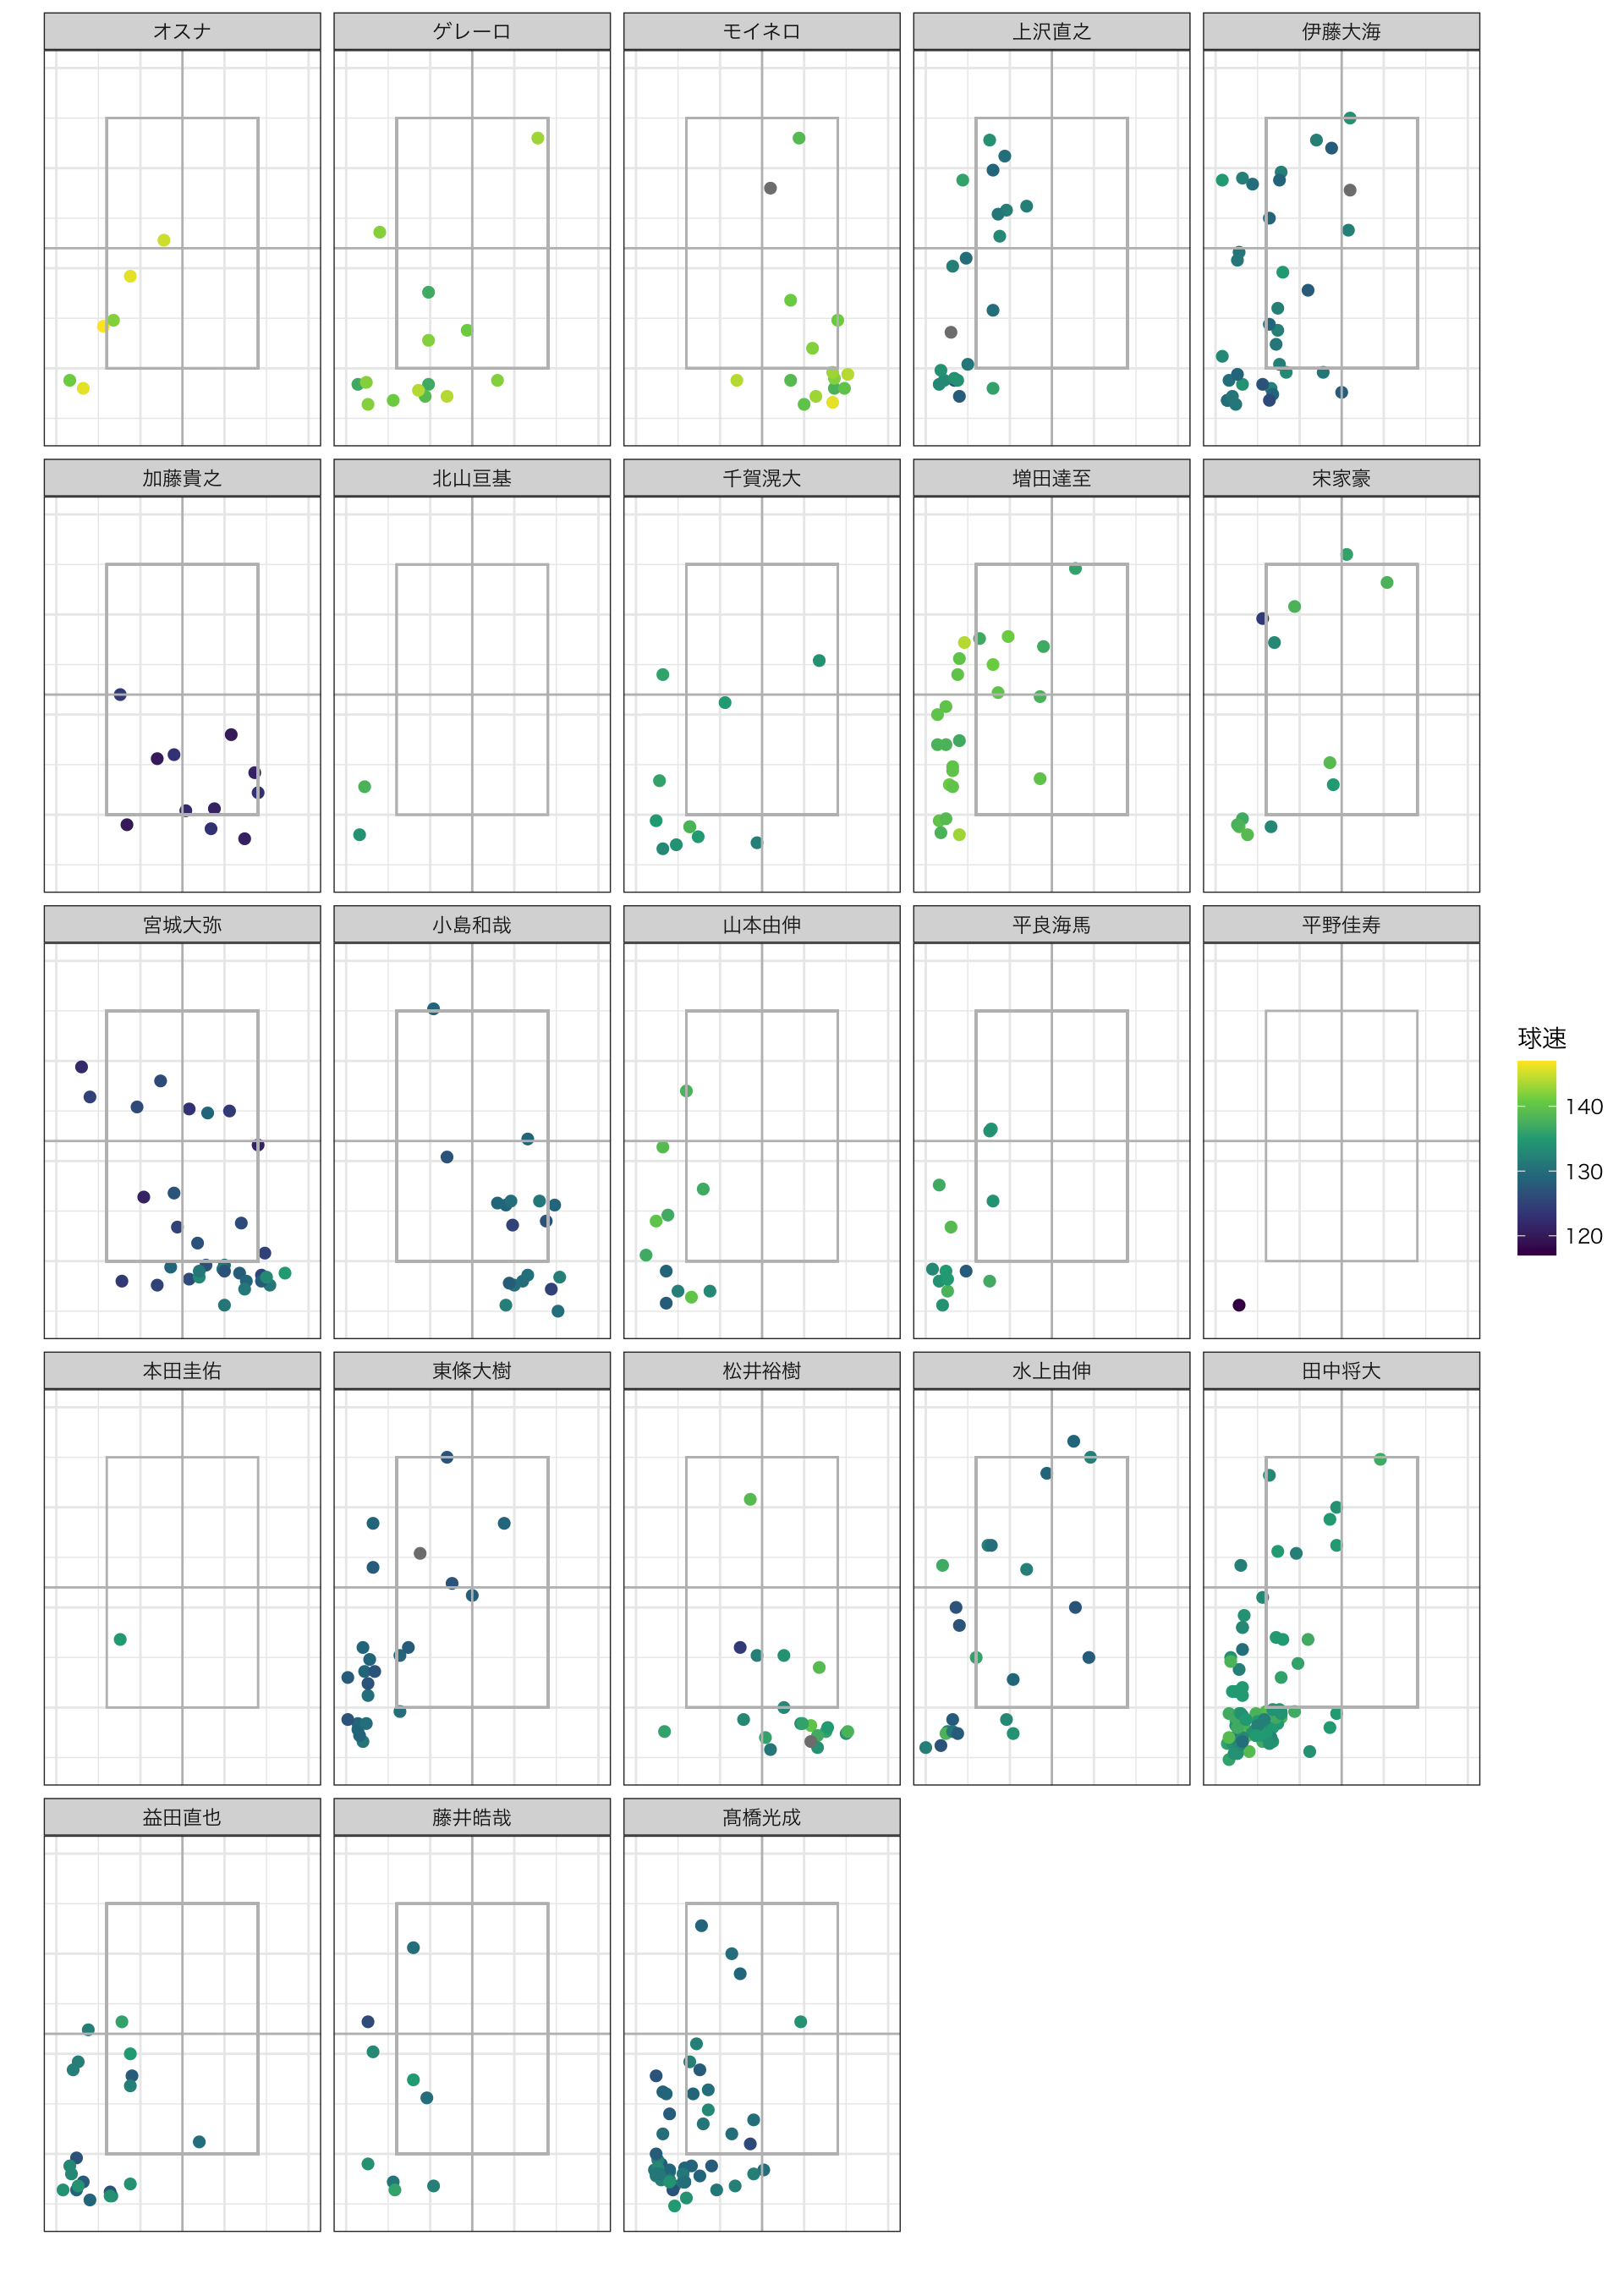 オスナ
ゲレーロ
モイネロ
上沢直之
伊藤大海
加藤貴之
北山亘基
千賀滉大
増田達至
宋家豪
宮城大弥
小島和哉
山本由伸
平良海馬
平野佳寿
球速
140
130
120
本田圭佑
東條大樹
松井裕樹
水上由伸
田中将大
益田直也
藤井皓哉
髙橋光成